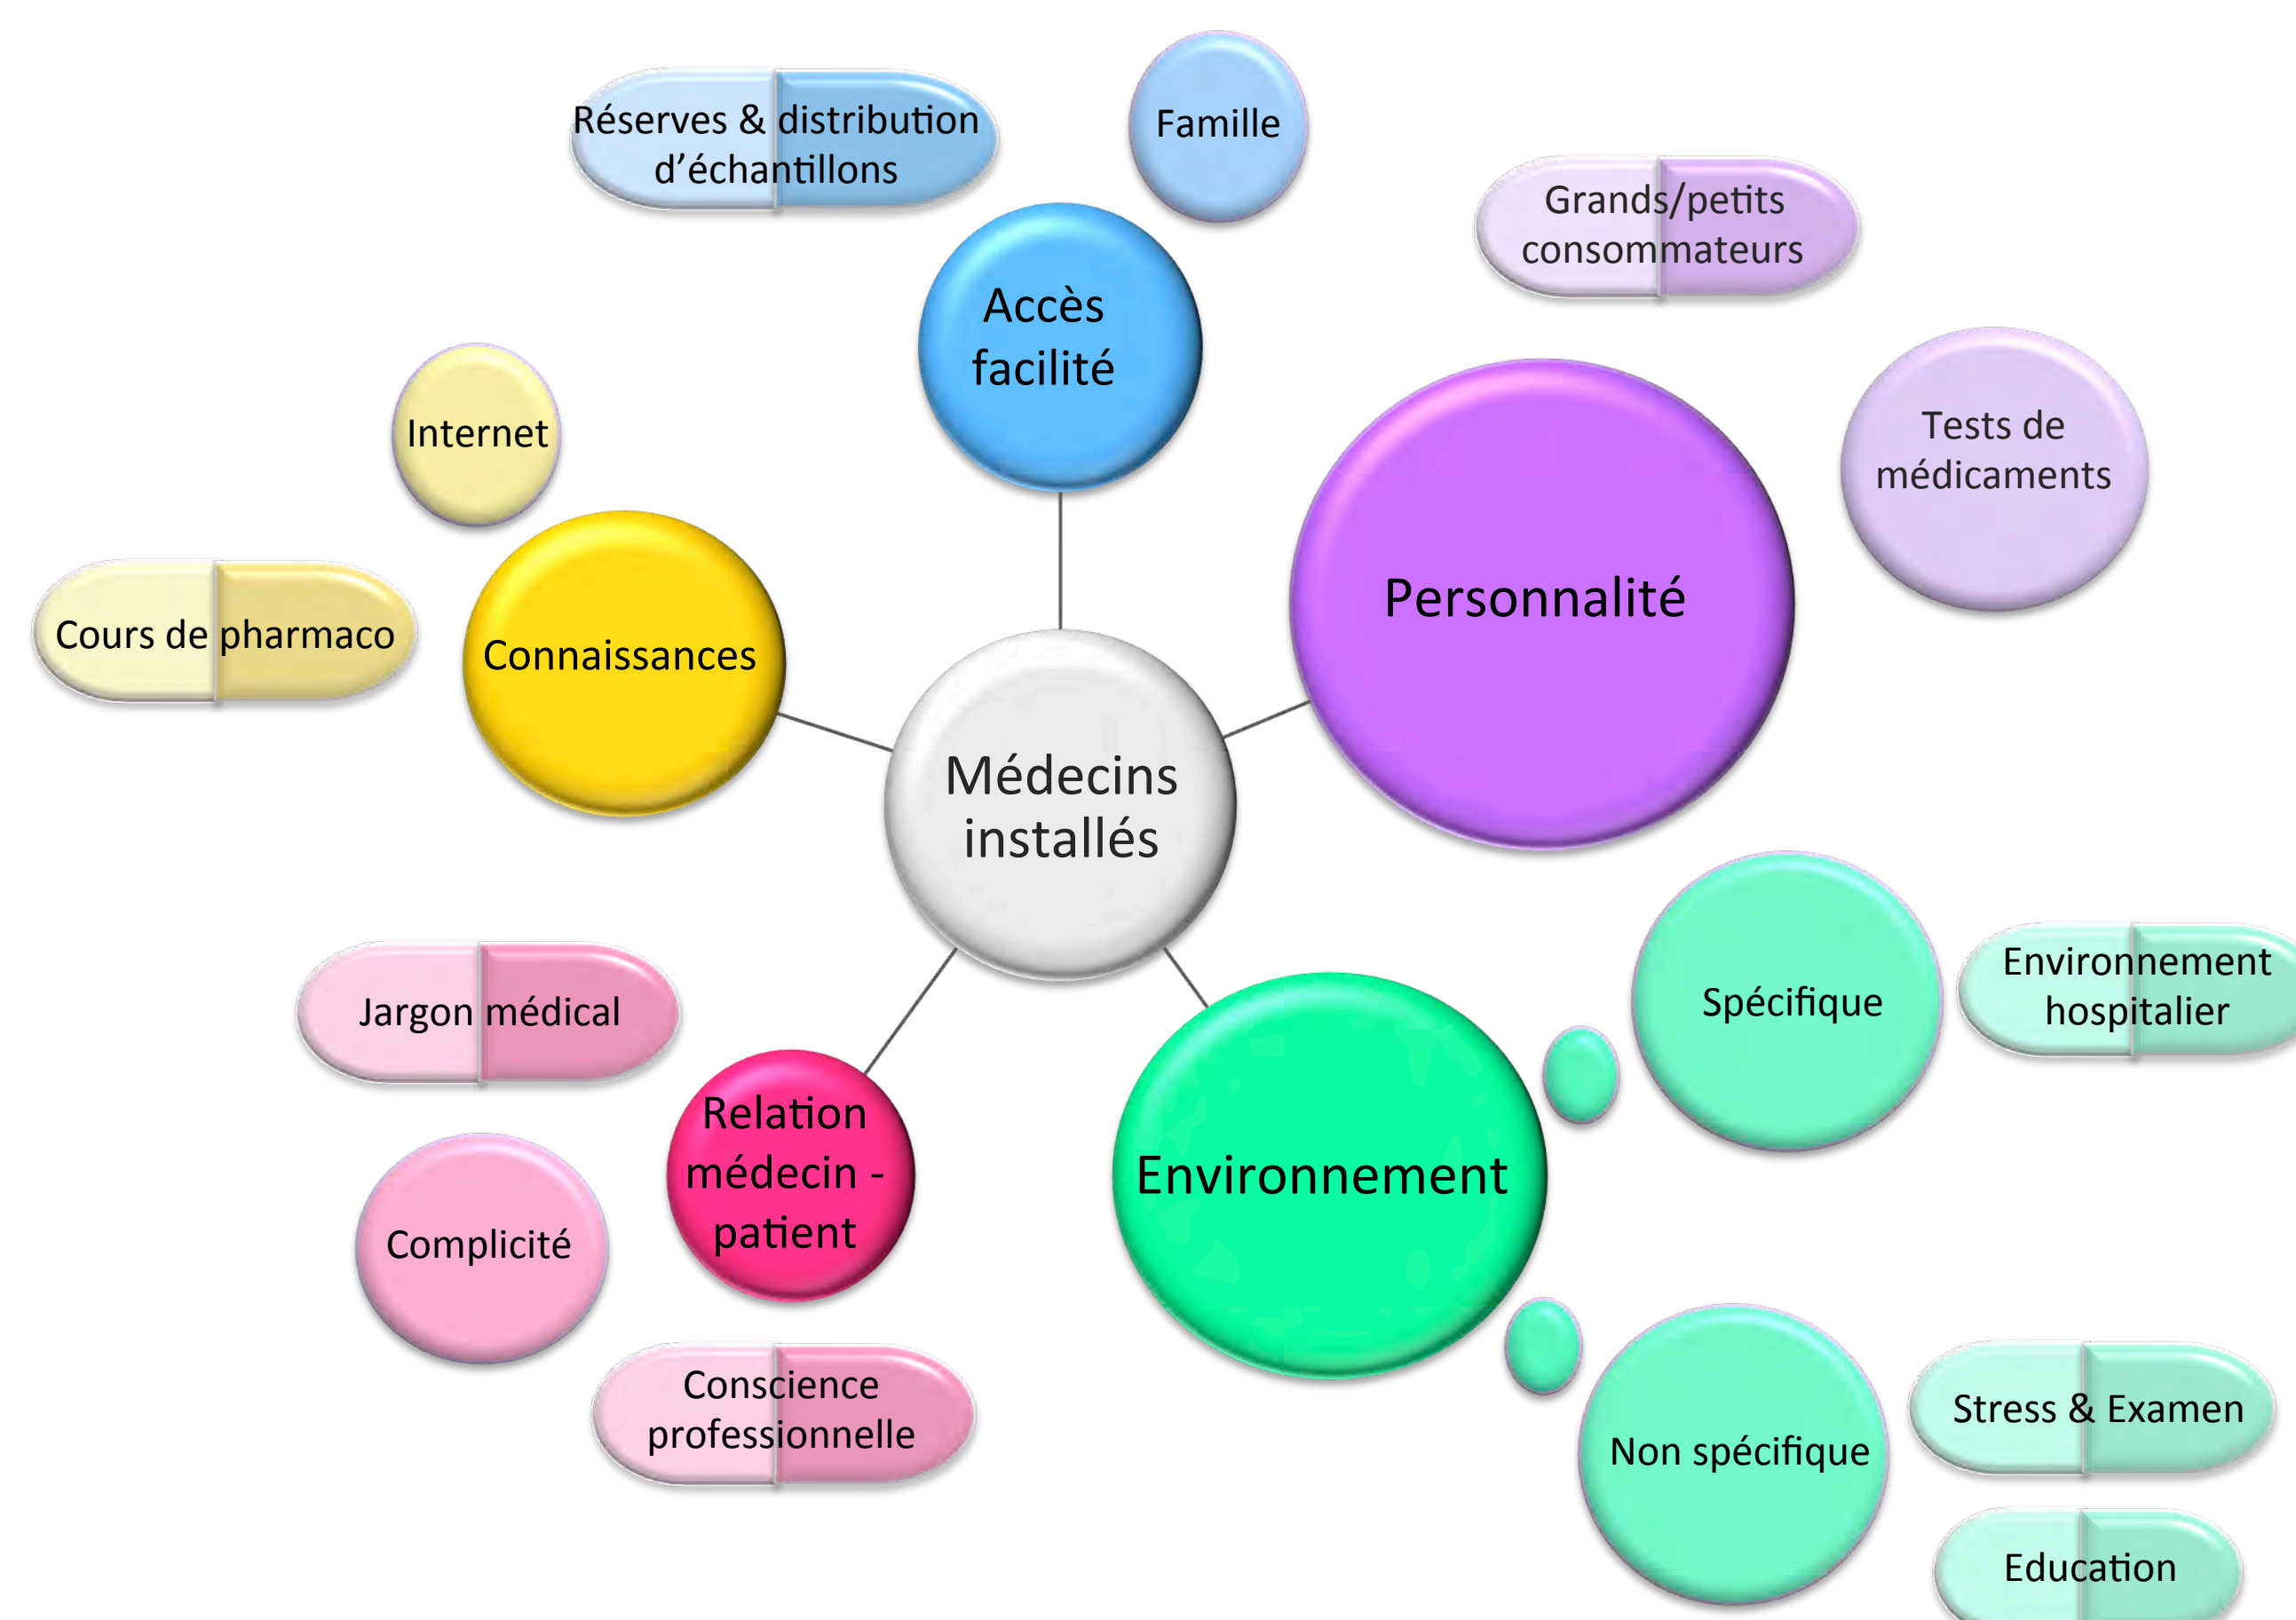 Réserves & distribution
d'échantillons
Famille
Grands/petits
consommateurs
Accès
facilité
Tests de
médicaments
Internet
Personnalité
Cours de pharmaco
Connaissances
Médecins
installés
Jargon médical
Spécifique
Environnement
hospitalier
Relation
médecin -
patient
Environnement
Complicité
Conscience
professionnelle
Non spécifique
Stress & Examen
Education